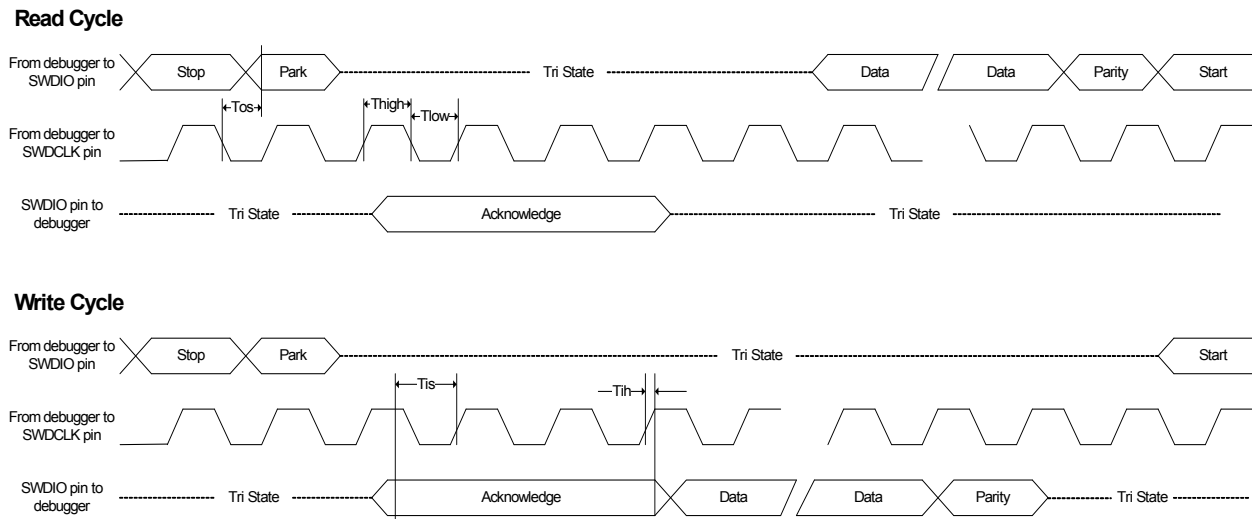 Read Cycle
From debugger to
SWDIO pin
Stop
Park
Tri State
Data
Data
Parity
Start
Tos
Thigh
Tlow
From debugger to
SWDCLK pin
SWDIO pin to
debugger
Tri State
Acknowledge
Tri State
Write Cycle
From debugger to
SWDIO pin
Stop
Park
Tri State
Start
Tis
Tih
From debugger to
SWDCLK pin
SWDIO pin to
debugger
Tri State
Acknowledge
Data
Data
Parity
Tri State